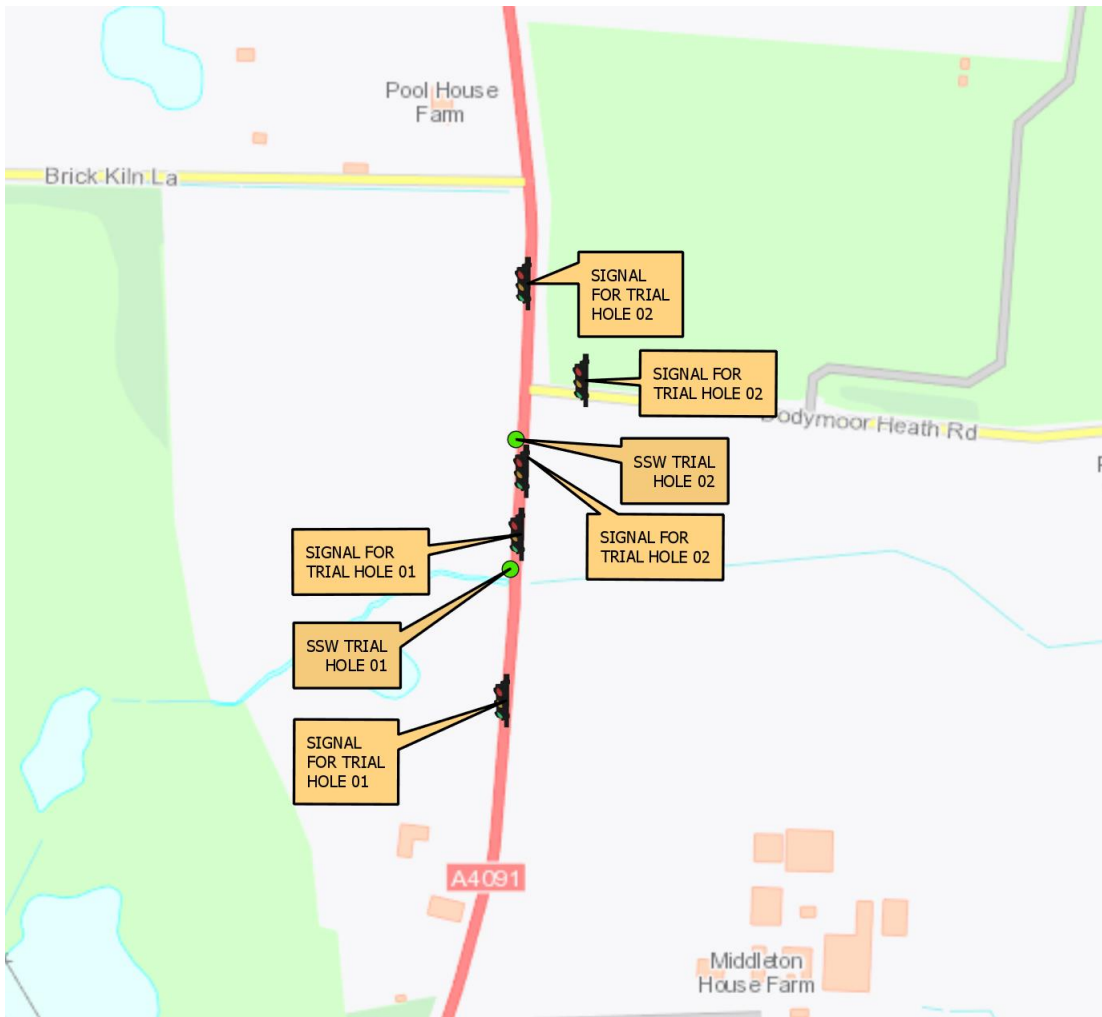 Pool House
Farm
Brick Kiln La
SIGNAL
FOR TRIAL
HOLE 02
SIGNAL FOR
TRIAL HOLE 02
Bodymoor Heath Rd
SSW TRIAL
HOLE 02
SIGNAL FOR
TRIAL HOLE 02
SIGNAL FOR
TRIAL HOLE 01
SSW TRIAL
HOLE 01
SIGNAL
FOR TRIAL
HOLE 01
A4091
Middleton
House Farm